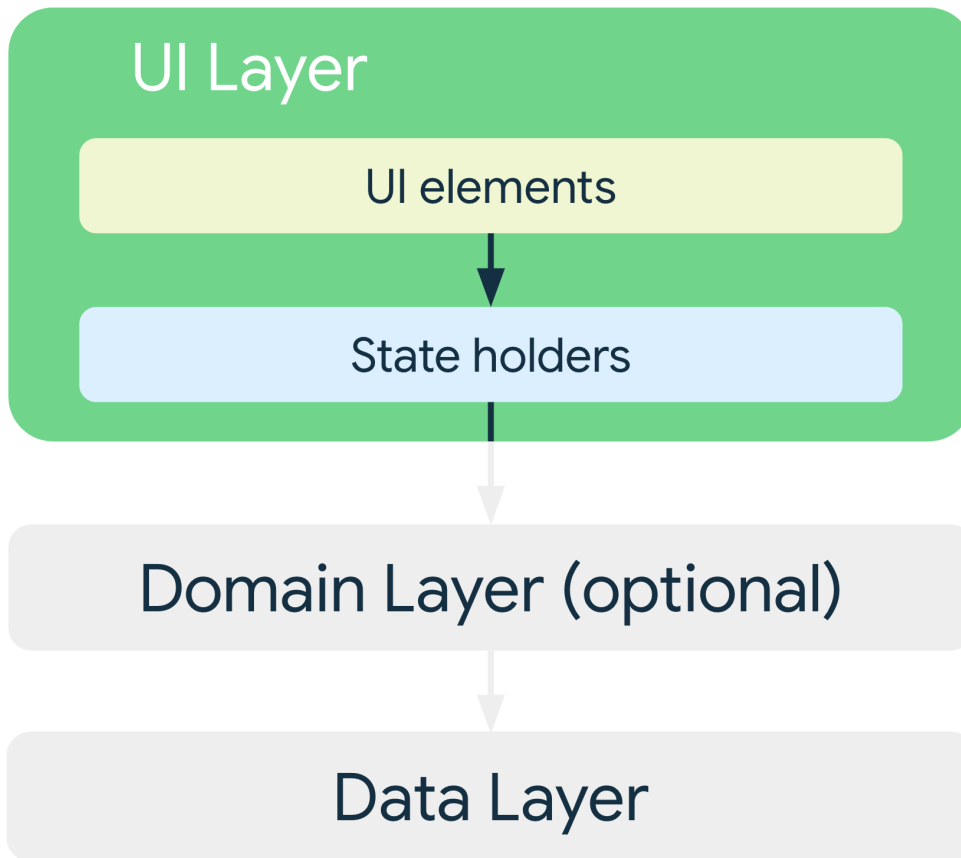 UI Layer
UI elements
State holders
Domain Layer (optional)
Data Layer